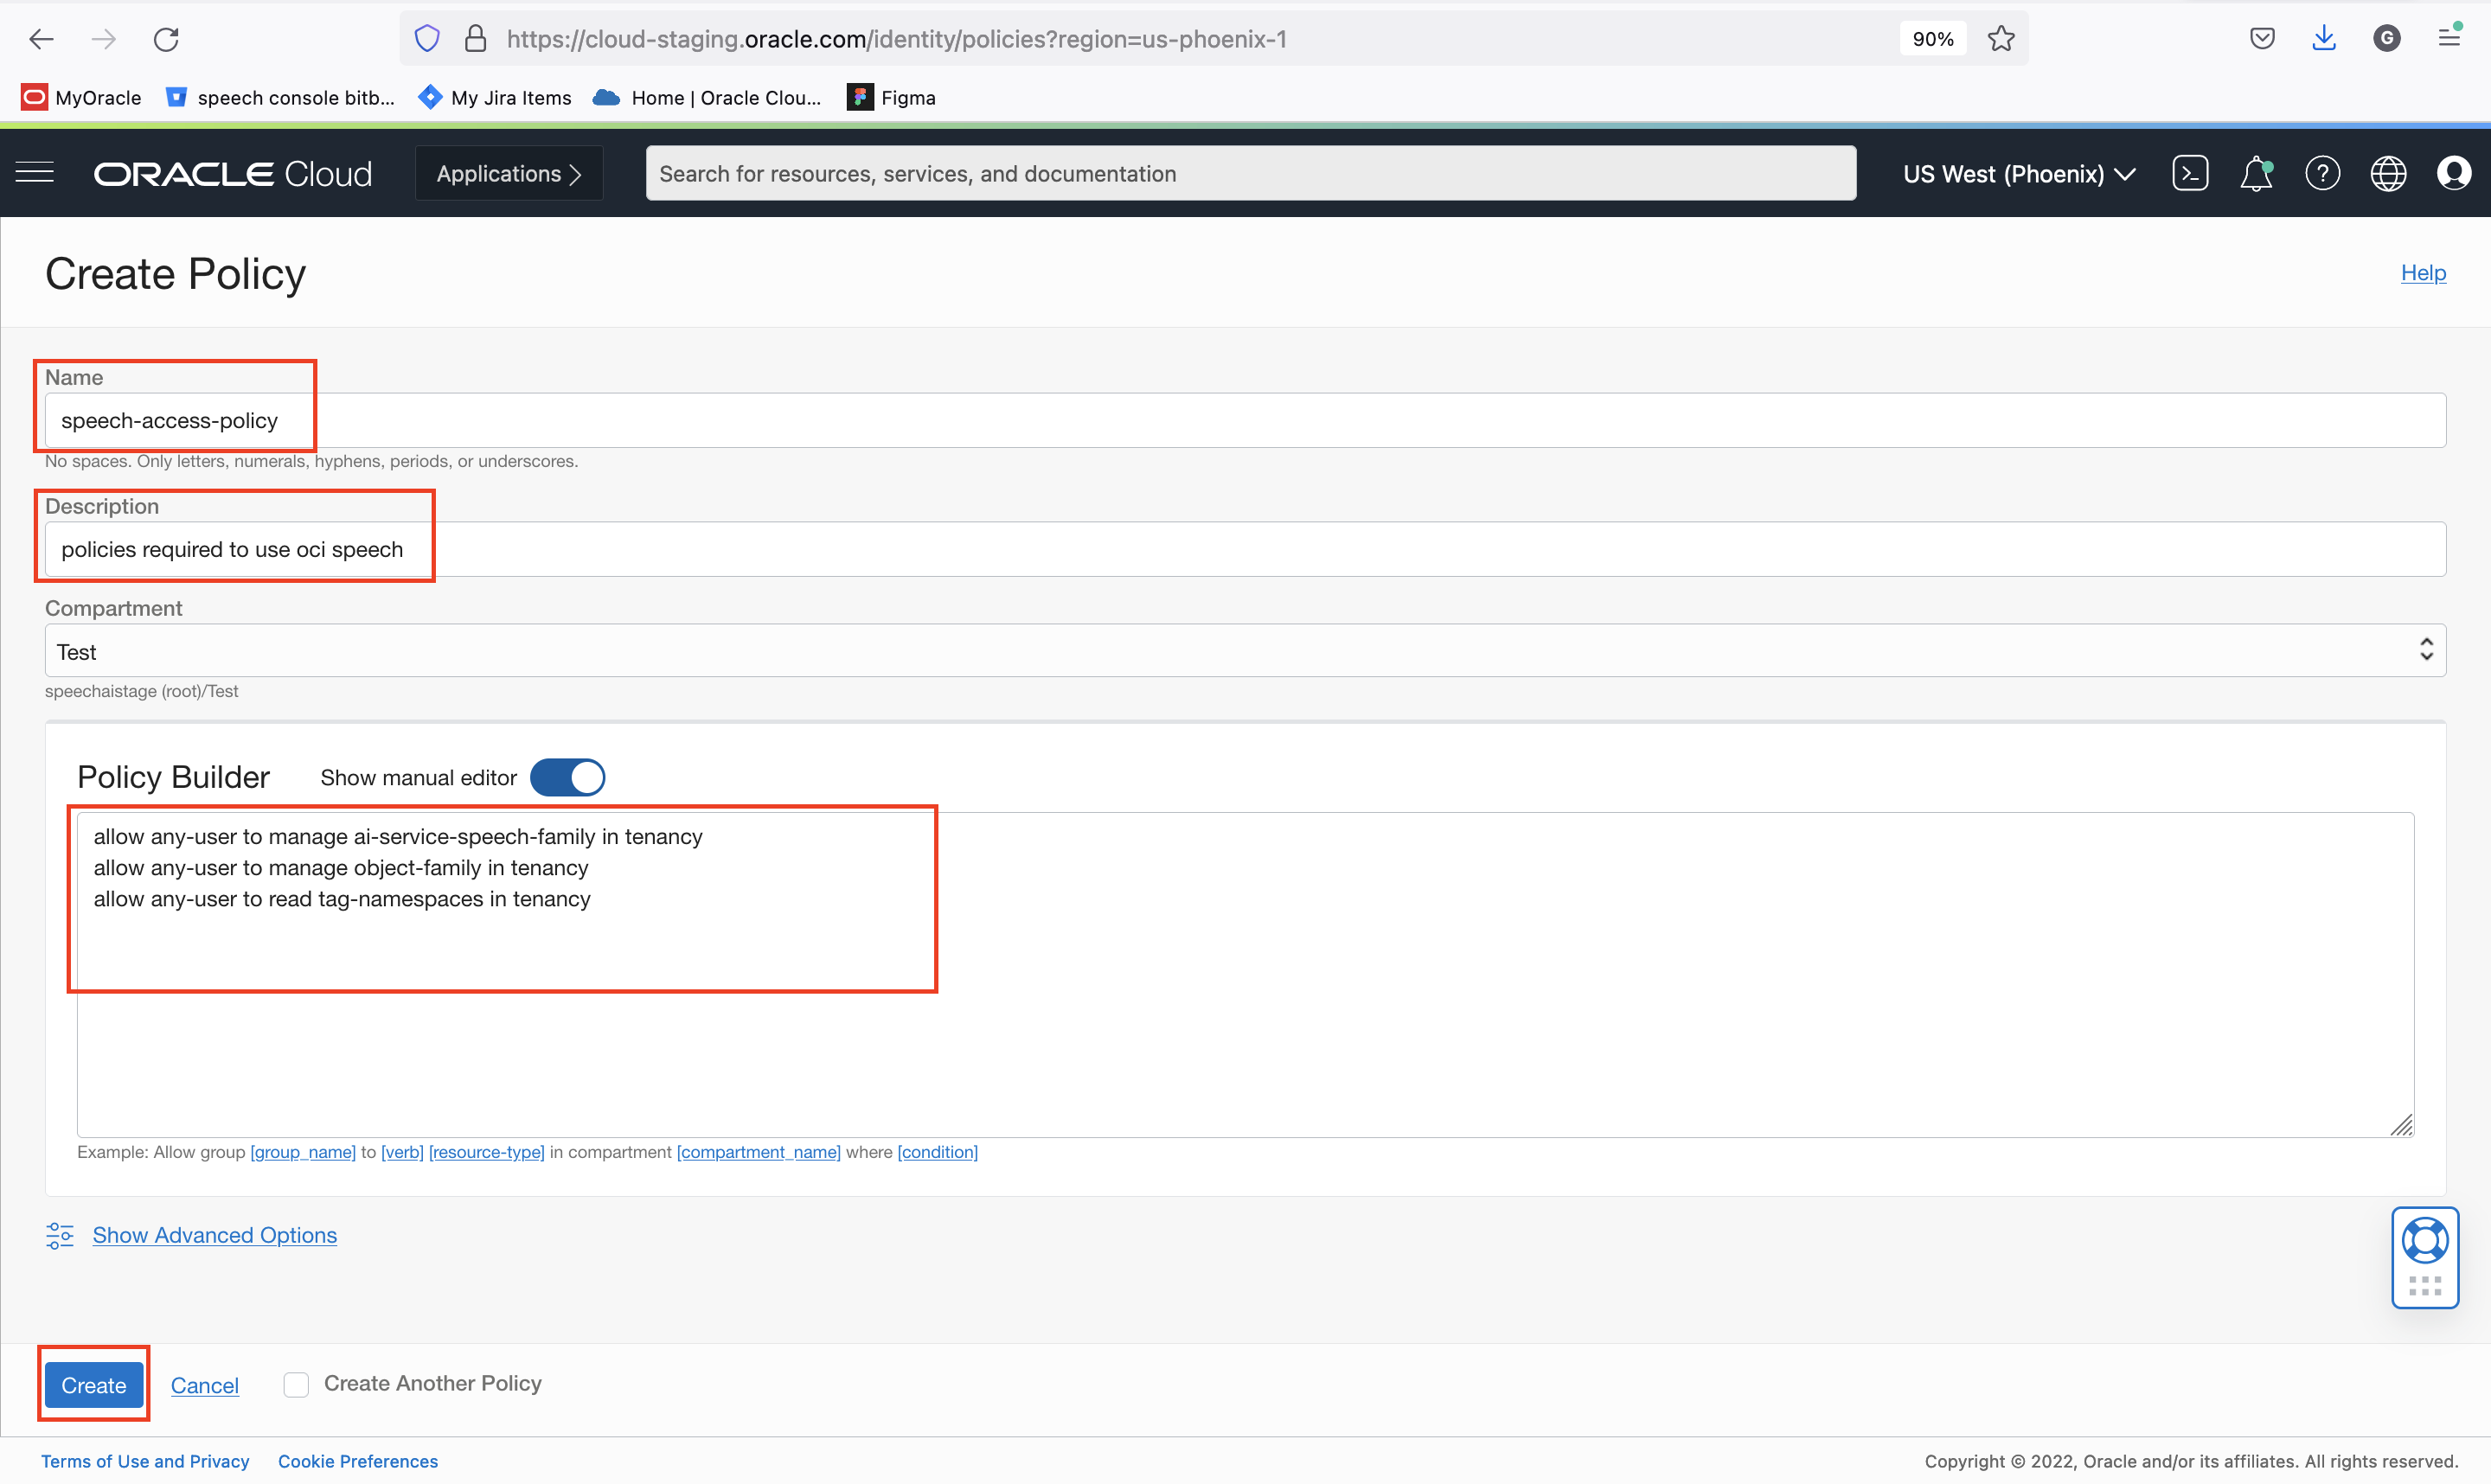 https://cloud-staging.oracle.com/identity/policies?region=us-phoenix-1
90%
G
MyOracle
speech console bitb...
My Jira Items
Home | Oracle Clou...
Figma
ORACLE Cloud
Applications
Search for resources, services, and documentation
US West (Phoenix)
Create Policy
Help
Name
speech-access-policy
No spaces. Only letters, numerals, hyphens, periods, or underscores.
Description
policies required to use oci speech
Compartment
Test
speechaistage (root)/Test
Policy Builder
Show manual editor
allow any-user to manage ai-service-speech-family in tenancy
allow any-user to manage object-family in tenancy
allow any-user to read tag-namespaces in tenancy
Example: Allow group [group_name] to [verb] [resource-type] in compartment [compartment_name] where [condition]
Show Advanced Options
Create
Cancel
Create Another Policy
Terms of Use and Privacy
Cookie Preferences
Copyright © 2022, Oracle and/or its affiliates. All rights reserved.